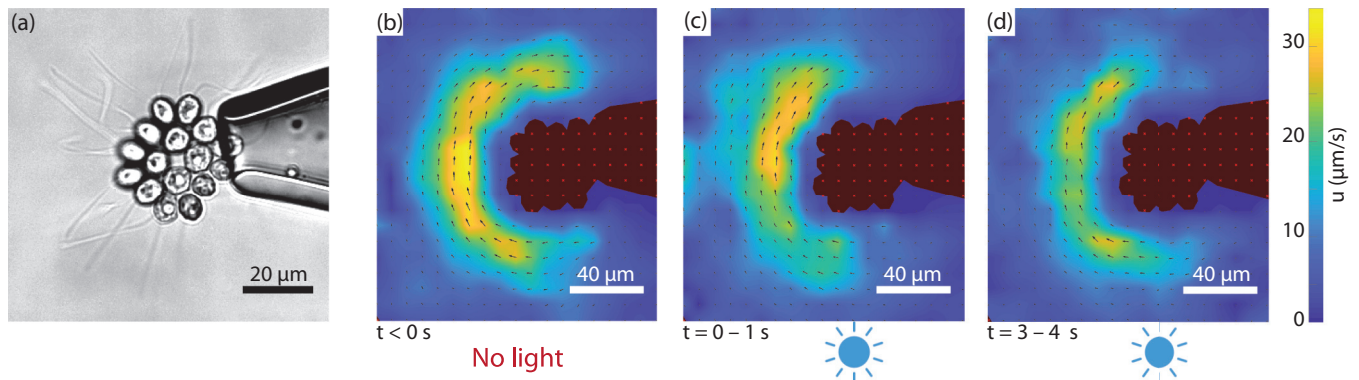 (a)
20 μm
(b)
40 μm
t < 0 s
No light
(c)
40 μm
t = 0 – 1 s
(d)
40 μm
t = 3 – 4 s
30
20
10
0
u (μm/s)